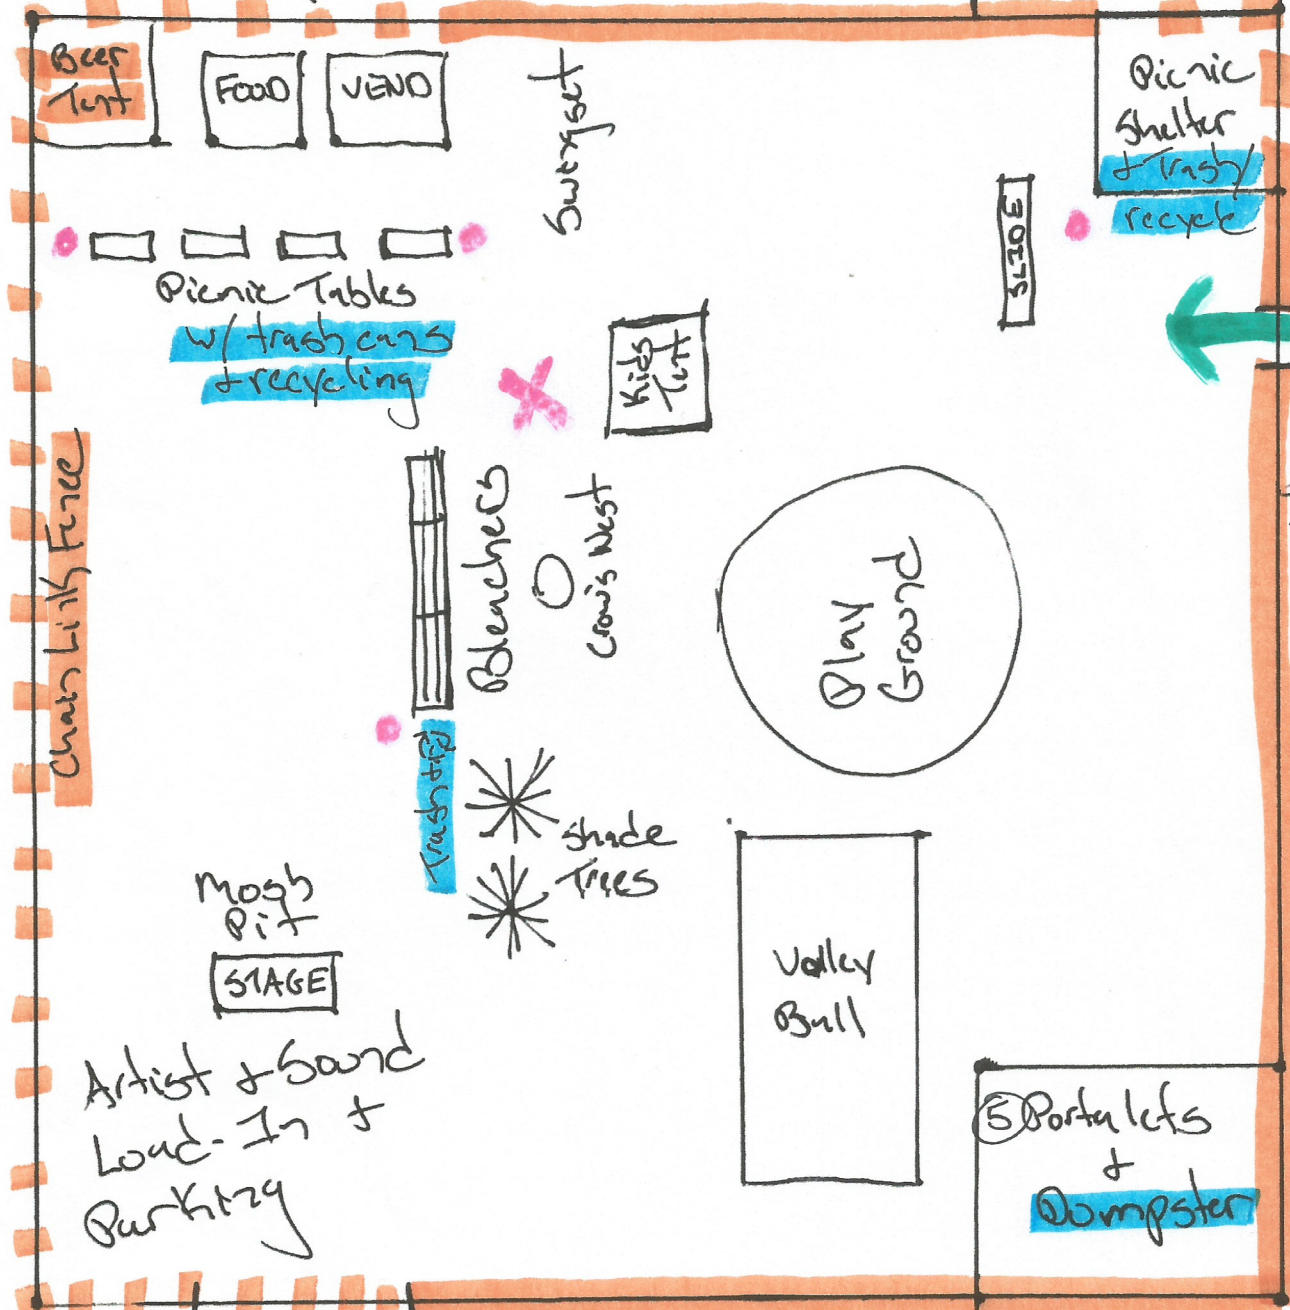 Beer
Tent
FOOD
VEND
Swingset
Picnic
Shelter
+ Trash/
recycle
SLIDE
Picnic Tables
w/ trash cans
+ recycling
Kids
Tent
Chain Link Fence
Bleachers
Crow's Nest
Play
Ground
Trash +
Shade
Trees
Mosh
Pit
STAGE
Volley
Ball
Artist + Sound
Load-In +
Parking
5 Portalets
+
Dumpster